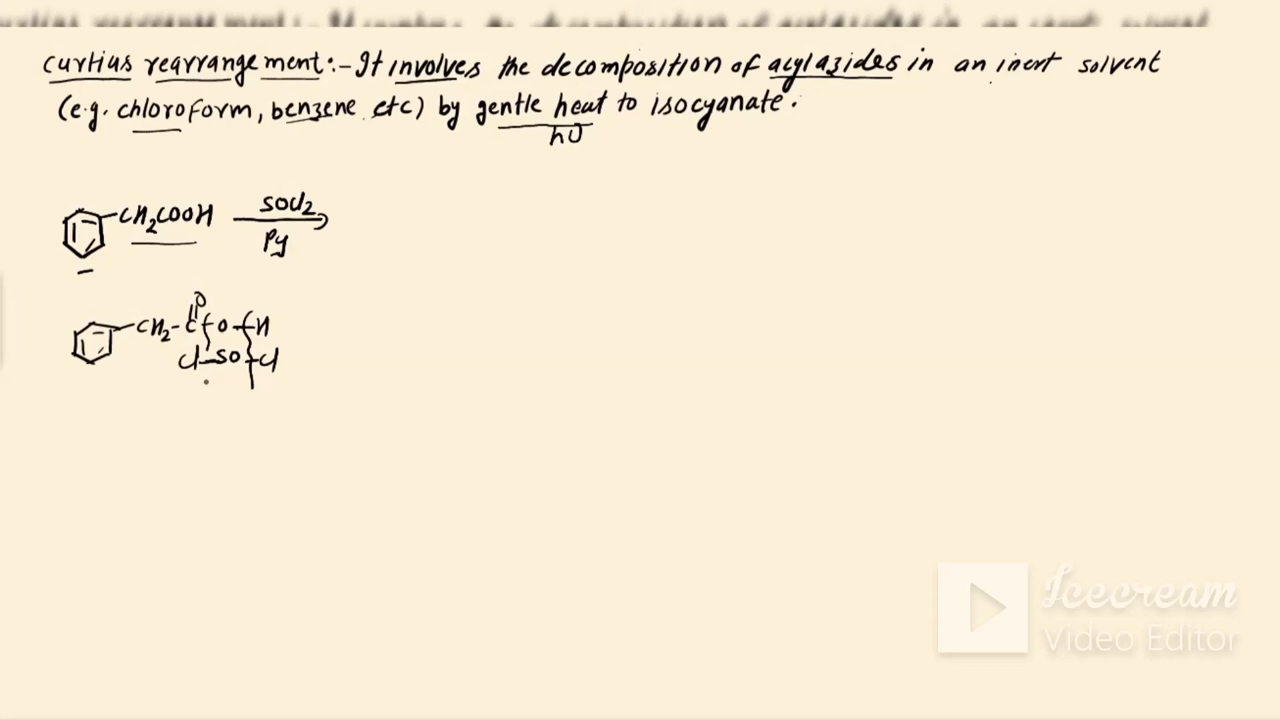 curtius rearrangement:- It involves the decomposition of acylazides in an inert solvent
(e.g. chloroform, benzene etc) by gentle heat to isocyanate.
hν
CH2COOH SOCl2
Py
O
CH2-C-O-H
Cl-SO-Cl
Icecream
Video Editor